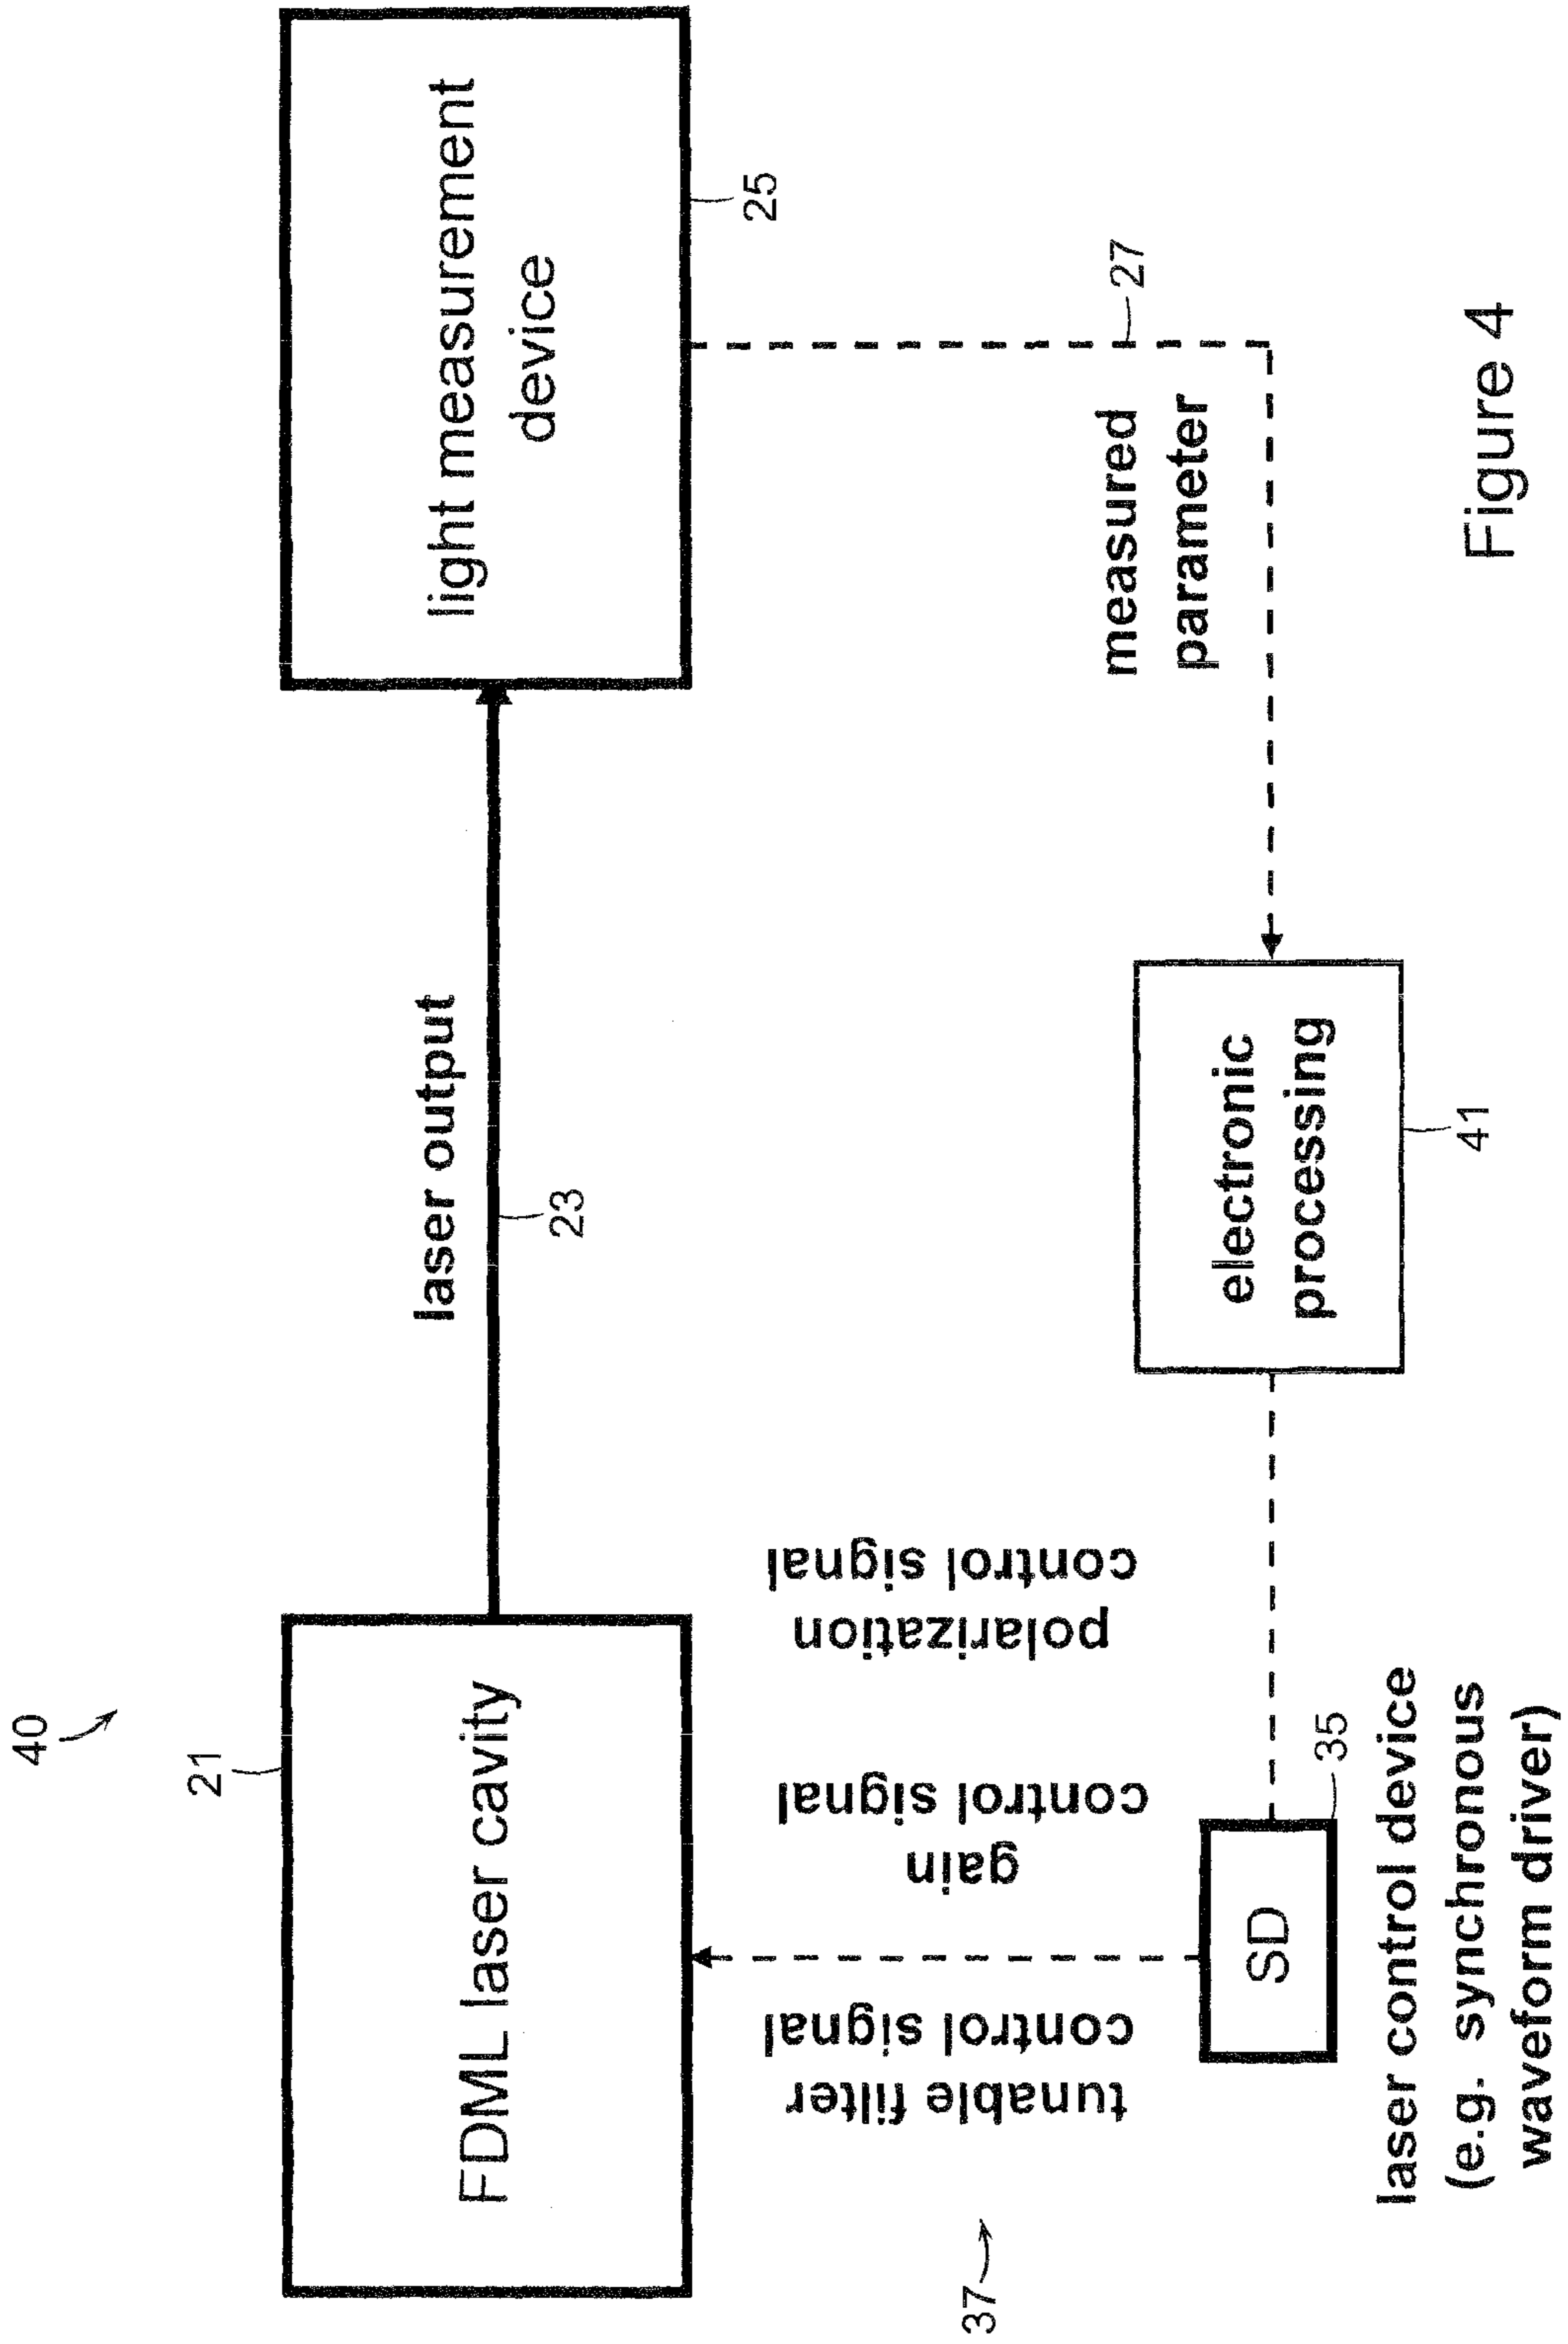 40
21
FDML laser cavity
laser output
23
light measurement
device
25
37
tunable filter
control signal
gain
control signal
polarization
control signal
27
measured
parameter
SD
35
laser control device
(e.g. synchronous
waveform driver)
electronic
processing
41
Figure 4